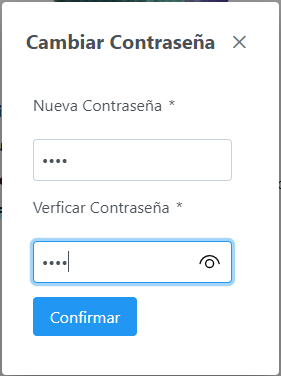 Cambiar Contraseña
Nueva Contraseña *
••••
Verficar Contraseña *
••••
Confirmar